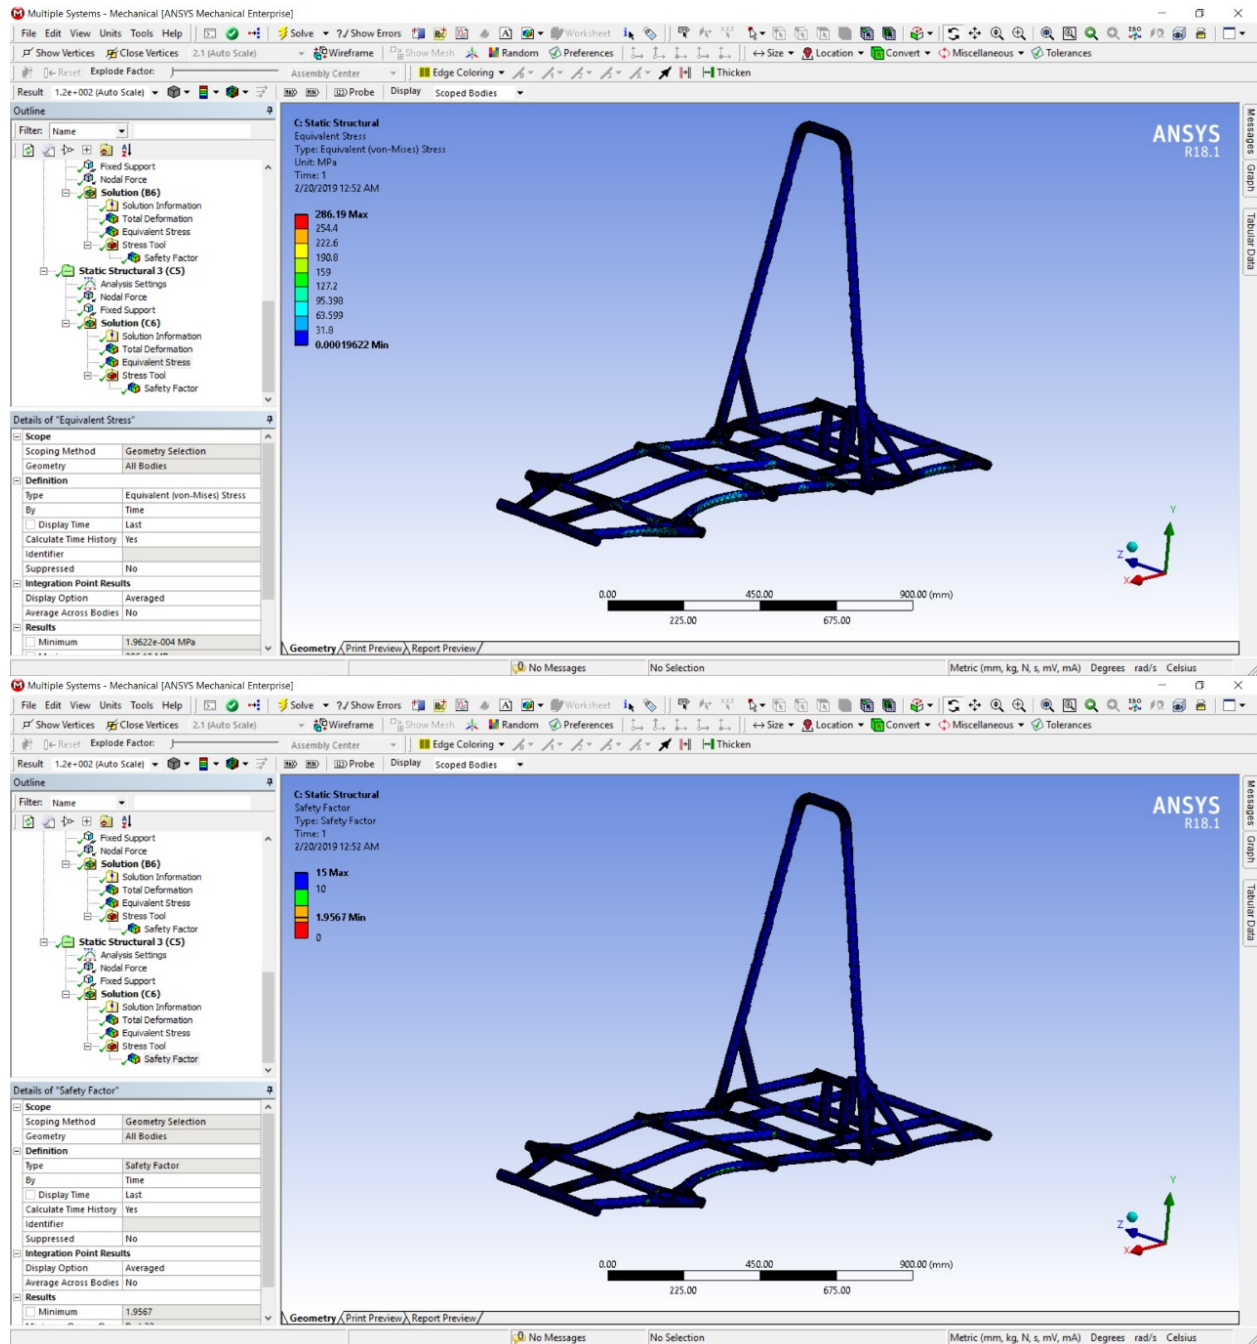 Multiple Systems - Mechanical [ANSYS Mechanical Enterprise]
File Edit View Units Tools Help Solve ?/ Show Errors Worksheet
Show Vertices Close Vertices 2.1 (Auto Scale) Wireframe Show Mesh Random Preferences Size Location Convert Miscellaneous Tolerances
Reset Explode Factor: Assembly Center Edge Coloring Thicken
Result 1.2e+002 (Auto Scale) Probe Display Scoped Bodies
Outline
Filter: Name
Fixed Support
Nodal Force
Solution (B6)
Solution Information
Total Deformation
Equivalent Stress
Stress Tool
Safety Factor
Static Structural 3 (C5)
Analysis Settings
Nodal Force
Fixed Support
Solution (C6)
Solution Information
Total Deformation
Equivalent Stress
Stress Tool
Safety Factor
Details of "Equivalent Stress"
Scope
Scoping Method Geometry Selection
Geometry All Bodies
Definition
Type Equivalent (von-Mises) Stress
By Time
Display Time Last
Calculate Time History Yes
Identifier
Suppressed No
Integration Point Results
Display Option Averaged
Average Across Bodies No
Results
Minimum 1.9622e-004 MPa
C: Static Structural
Equivalent Stress
Type: Equivalent (von-Mises) Stress
Unit: MPa
Time: 1
2/20/2019 12:52 AM
286.19 Max
254.4
222.6
190.8
159
127.2
95.398
63.599
31.8
0.00019622 Min
ANSYS
R18.1
Y
Z
X
0.00 450.00 900.00 (mm)
225.00 675.00
Geometry Print Preview Report Preview
Messages
Graph
Tabular Data
No Messages No Selection Metric (mm, kg, N, s, mV, mA) Degrees rad/s Celsius
Multiple Systems - Mechanical [ANSYS Mechanical Enterprise]
File Edit View Units Tools Help Solve ?/ Show Errors Worksheet
Show Vertices Close Vertices 2.1 (Auto Scale) Wireframe Show Mesh Random Preferences Size Location Convert Miscellaneous Tolerances
Reset Explode Factor: Assembly Center Edge Coloring Thicken
Result 1.2e+002 (Auto Scale) Probe Display Scoped Bodies
Outline
Filter: Name
Fixed Support
Nodal Force
Solution (B6)
Solution Information
Total Deformation
Equivalent Stress
Stress Tool
Safety Factor
Static Structural 3 (C5)
Analysis Settings
Nodal Force
Fixed Support
Solution (C6)
Solution Information
Total Deformation
Equivalent Stress
Stress Tool
Safety Factor
Details of "Safety Factor"
Scope
Scoping Method Geometry Selection
Geometry All Bodies
Definition
Type Safety Factor
By Time
Display Time Last
Calculate Time History Yes
Identifier
Suppressed No
Integration Point Results
Display Option Averaged
Average Across Bodies No
Results
Minimum 1.9567
C: Static Structural
Safety Factor
Type: Safety Factor
Time: 1
2/20/2019 12:52 AM
15 Max
10
1.9567 Min
0
ANSYS
R18.1
Y
Z
X
0.00 450.00 900.00 (mm)
225.00 675.00
Geometry Print Preview Report Preview
Messages
Graph
Tabular Data
No Messages No Selection Metric (mm, kg, N, s, mV, mA) Degrees rad/s Celsius